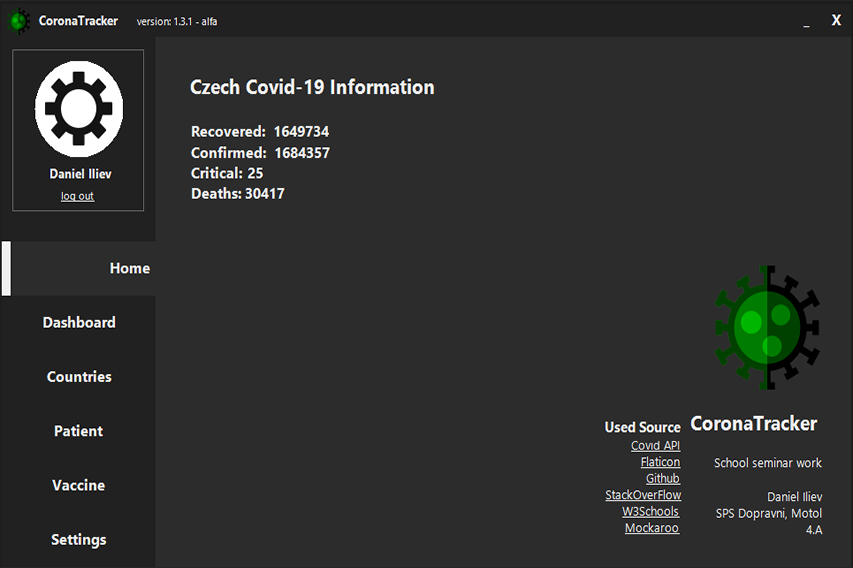 CoronaTracker version: 1.3.1 - alfa _ X
Daniel Iliev
log out
Home
Dashboard
Countries
Patient
Vaccine
Settings
Czech Covid-19 Information
Recovered: 1649734
Confirmed: 1684357
Critical: 25
Deaths: 30417
Used Source
Covid API
Flaticon
Github
StackOverFlow
W3Schools
Mockaroo
CoronaTracker
School seminar work
Daniel Iliev
SPS Dopravni, Motol
4.A